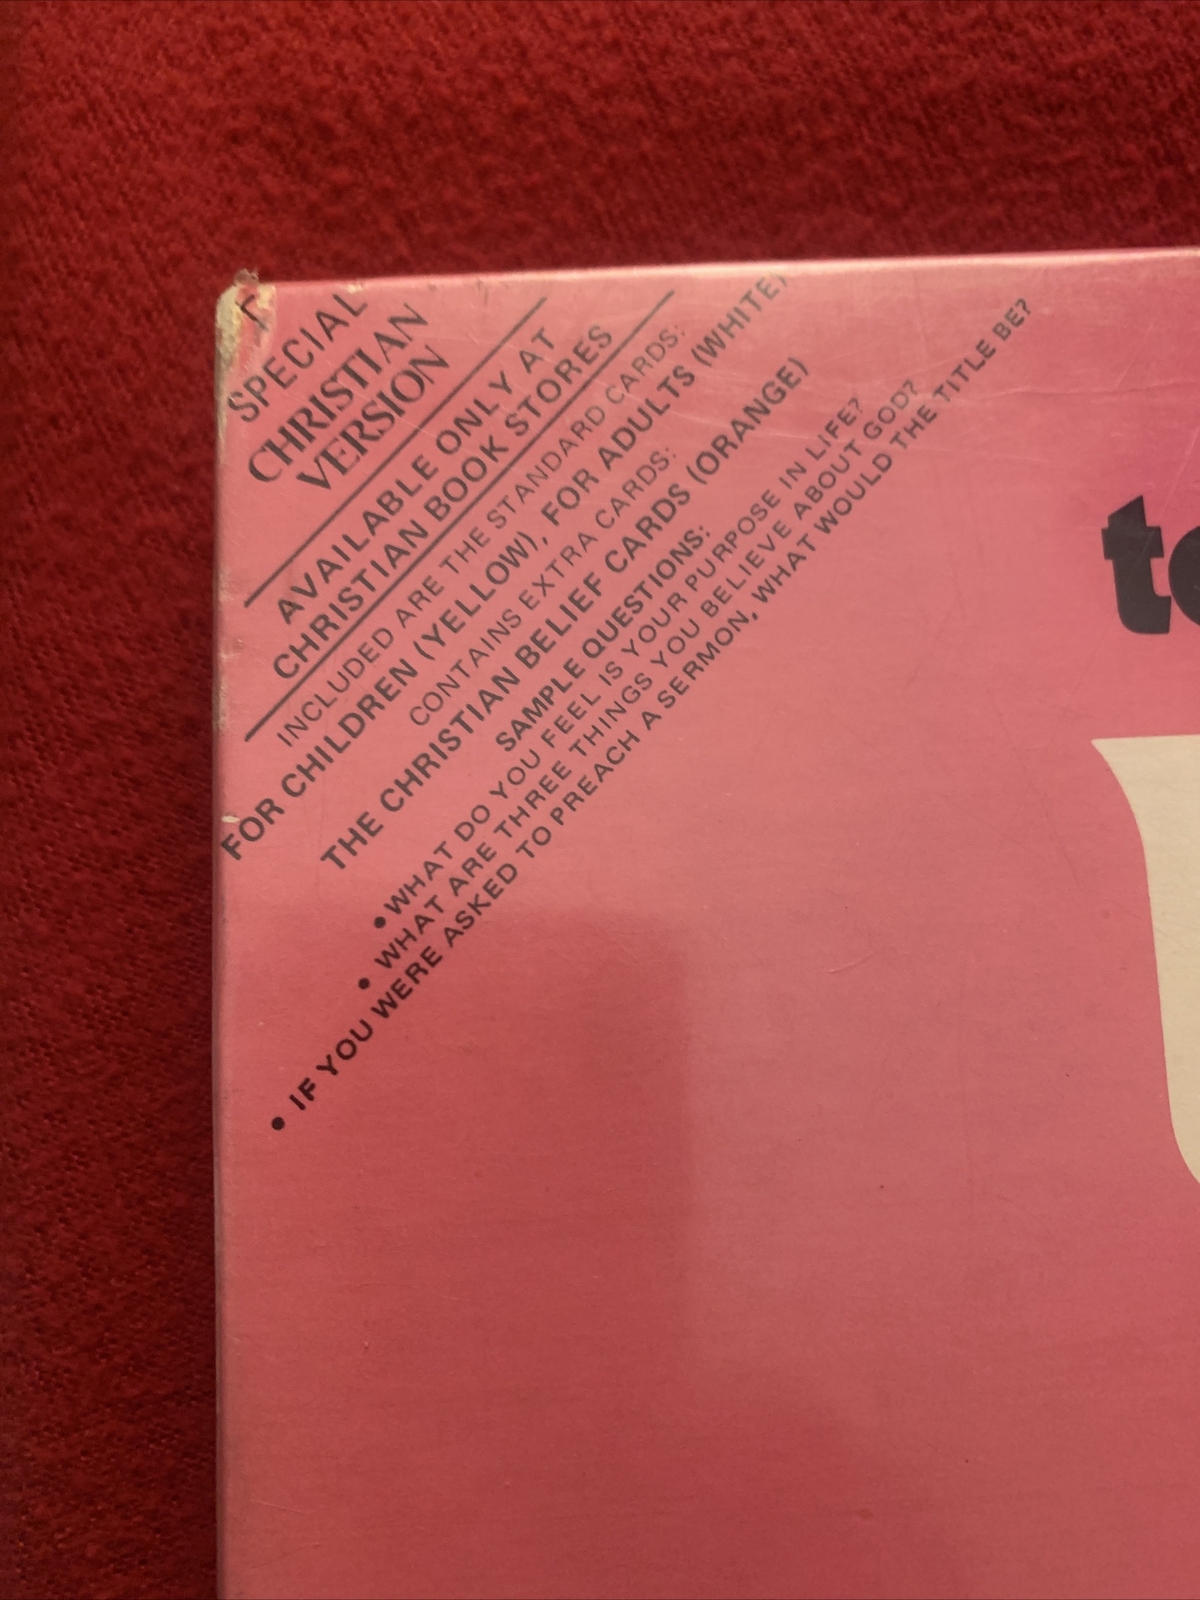 SPECIAL
CHRISTIAN
VERSION
AVAILABLE ONLY AT
CHRISTIAN BOOK STORES
INCLUDED ARE THE STANDARD CARDS:
FOR CHILDREN (YELLOW), FOR ADULTS (WHITE)
CONTAINS EXTRA CARDS:
THE CHRISTIAN BELIEF CARDS (ORANGE)
SAMPLE QUESTIONS:
• WHAT DO YOU FEEL IS YOUR PURPOSE IN LIFE?
• WHAT ARE THREE THINGS YOU BELIEVE ABOUT GOD?
• IF YOU WERE ASKED TO PREACH A SERMON, WHAT WOULD THE TITLE BE?